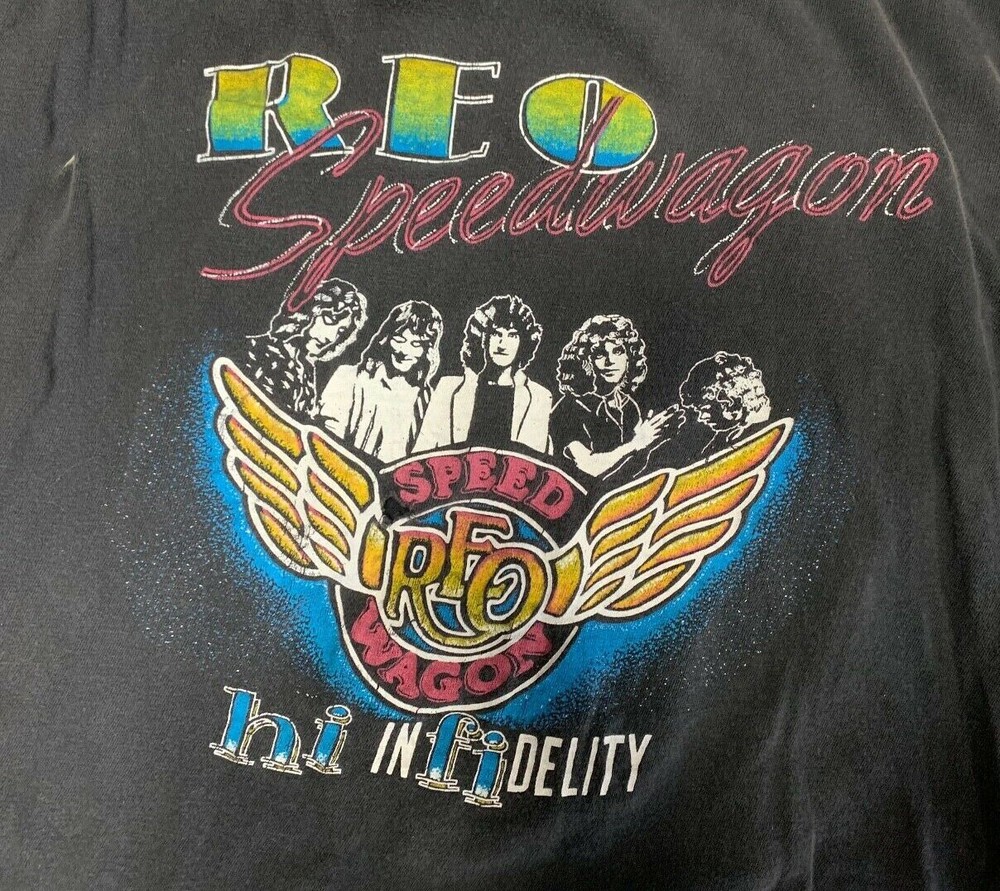 REO
Speedwagon
SPEED
REO
WAGON
hi INfiDELITY